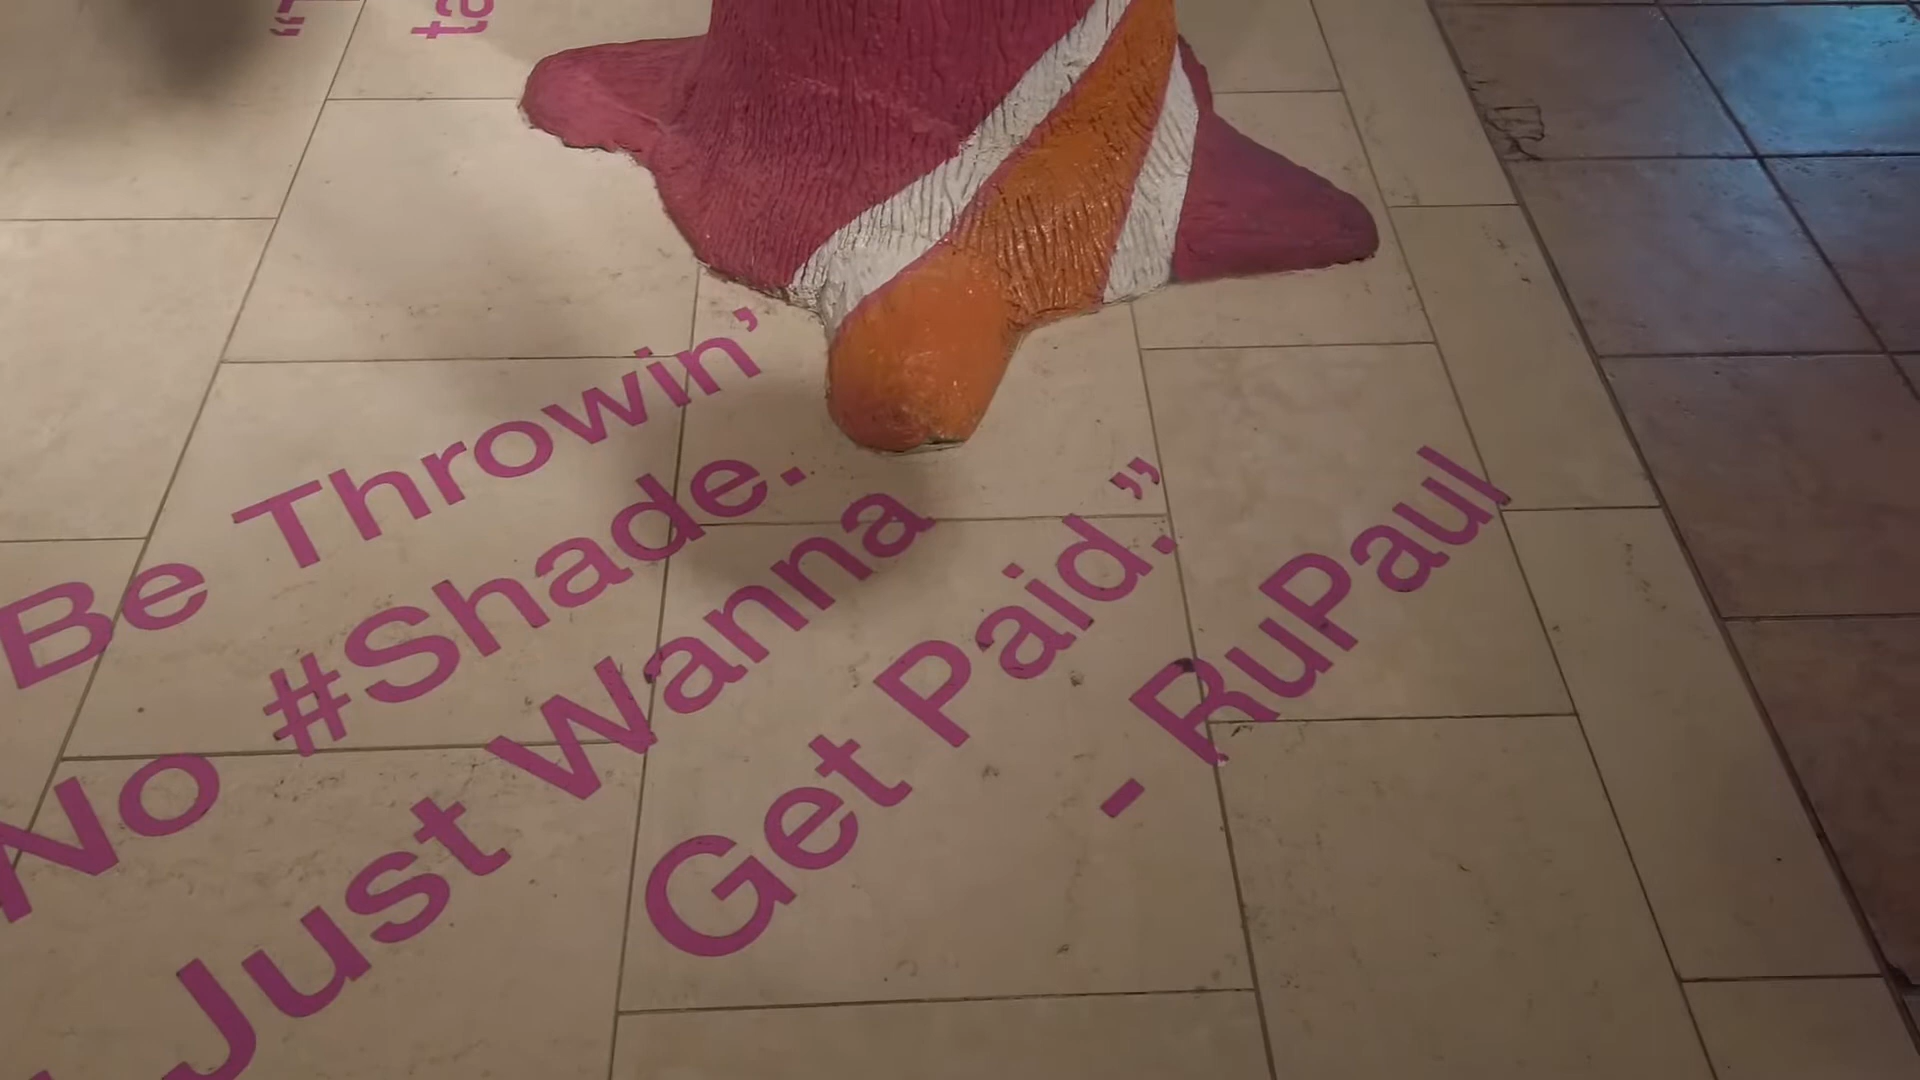 Be Throwin’
No #Shade.
Just Wanna
Get Paid.”
- RuPaul